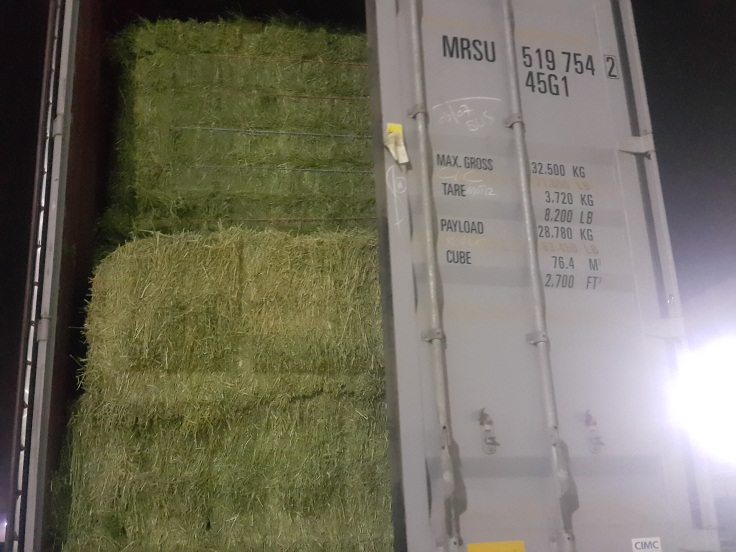 MRSU 519 754 2
45G1
MAX. GROSS 32.500 KG
TARE 3.720 KG
8.200 LB
PAYLOAD 28.780 KG
CUBE 76.4 M³
2.700 FT³
CIMC